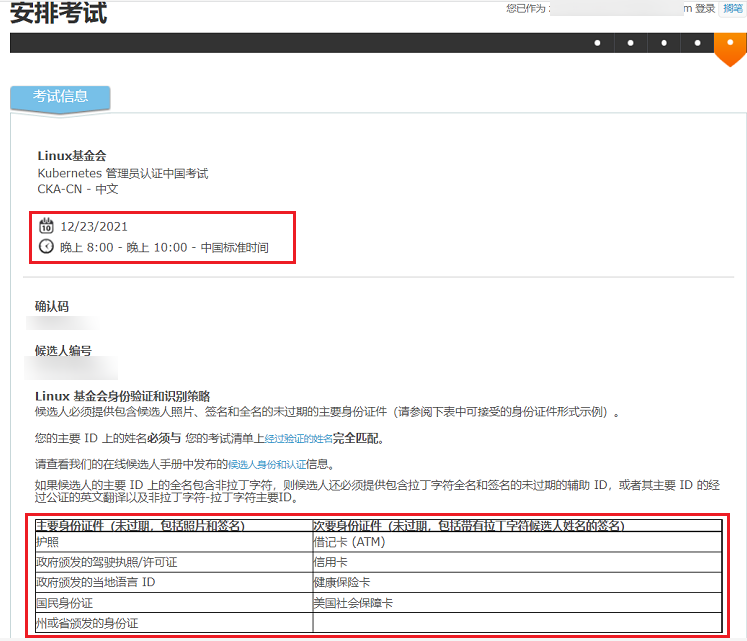 安排考试
您已作为 : m 登录 搁笔
考试信息
Linux基金会
Kubernetes 管理员认证中国考试
CKA-CN - 中文
10 12/23/2021
晚上 8:00 - 晚上 10:00 - 中国标准时间
确认码
候选人编号
Linux 基金会身份验证和识别策略
候选人必须提供包含候选人照片、签名和全名的未过期的主要身份证件（请参阅下表中可接受的身份证件形式示例）。
您的主要 ID 上的姓名必须与 您的考试清单上经过验证的姓名完全匹配。
请查看我们的在线候选人手册中发布的候选人身份和认证信息。
如果候选人的主要 ID 上的全名包含非拉丁字符，则候选人还必须提供包含拉丁字符全名和签名的未过期的辅助 ID，或者其主要 ID 的经
过公证的英文翻译以及非拉丁字符-拉丁字符主要ID。
主要身份证件（未过期，包括照片和签名） 次要身份证件（未过期，包括带有拉丁字符候选人姓名的签名）
护照 借记卡 (ATM)
政府颁发的驾驶执照/许可证 信用卡
政府颁发的当地语言 ID 健康保险卡
国民身份证 美国社会保障卡
州或省颁发的身份证